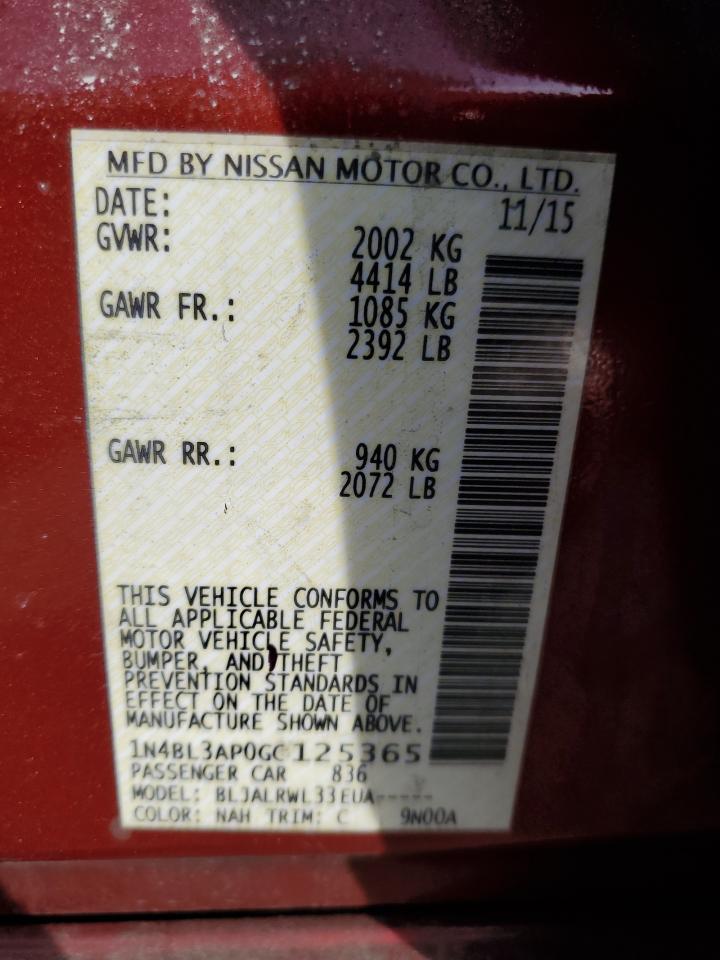 MFD BY NISSAN MOTOR CO., LTD.
DATE: 11/15
GVWR: 2002 KG
4414 LB
GAWR FR.: 1085 KG
2392 LB
GAWR RR.: 940 KG
2072 LB
THIS VEHICLE CONFORMS TO
ALL APPLICABLE FEDERAL
MOTOR VEHICLE SAFETY,
BUMPER, AND THEFT
PREVENTION STANDARDS IN
EFFECT ON THE DATE OF
MANUFACTURE SHOWN ABOVE.
1N4BL3AP0GC125365
PASSENGER CAR 836
MODEL: BLJALRWL33EUA-----
COLOR: NAH TRIM: C 9N00A